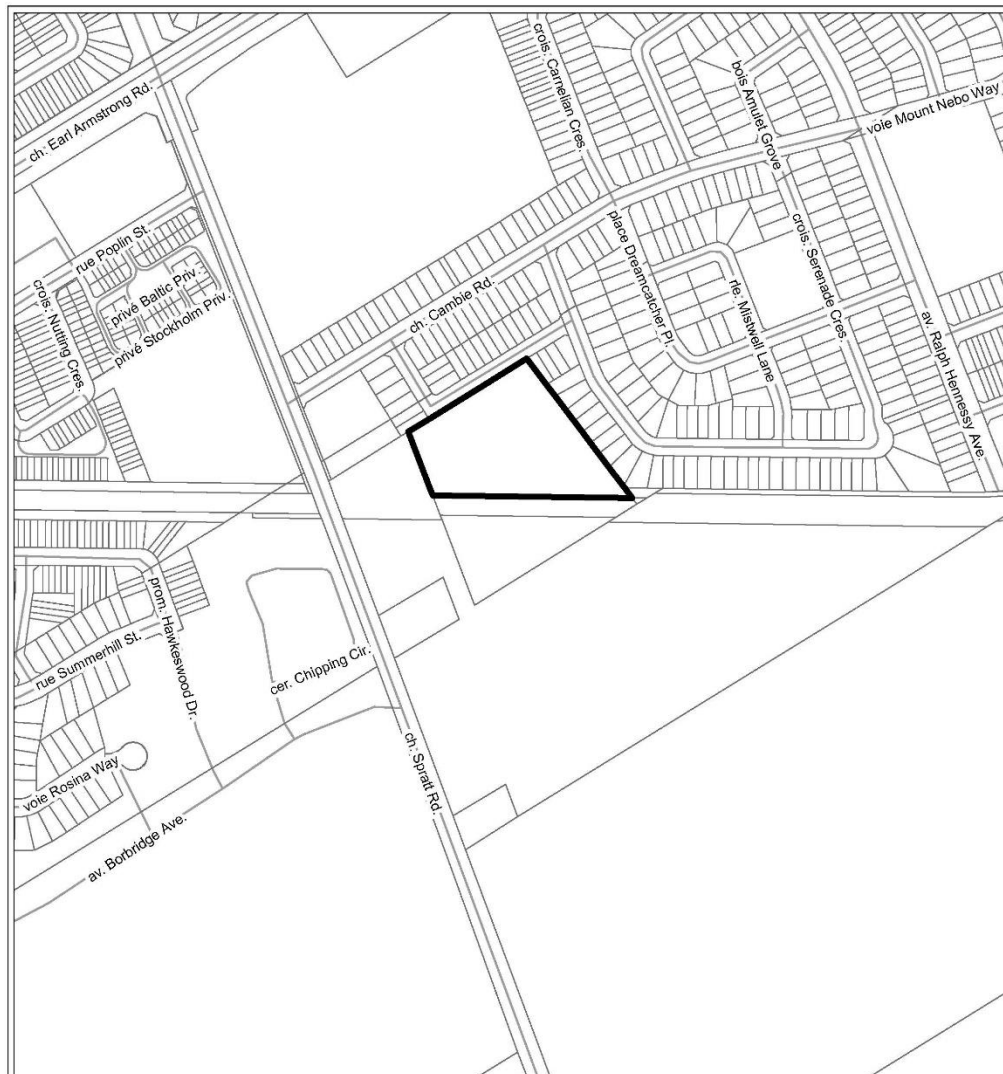 ch. Earl Armstrong Rd.
crois. Carnelian Cres.
bois Amulet Grove
voie Mount Nebo Way
rue Poplin St.
privé Baltic Priv.
privé Stockholm Priv.
crois. Nutting Cres.
ch. Camble Rd.
place Dreamcatcher Pl.
rle. Mistwell Lane
crois. Serenade Cres.
av. Ralph Hennessy Ave.
prom. Hawkeswood Dr.
rue Summerhill St.
cer. Chipping Cir.
voie Rosina Way
av. Borbridge Ave.
ch. Spratt Rd.